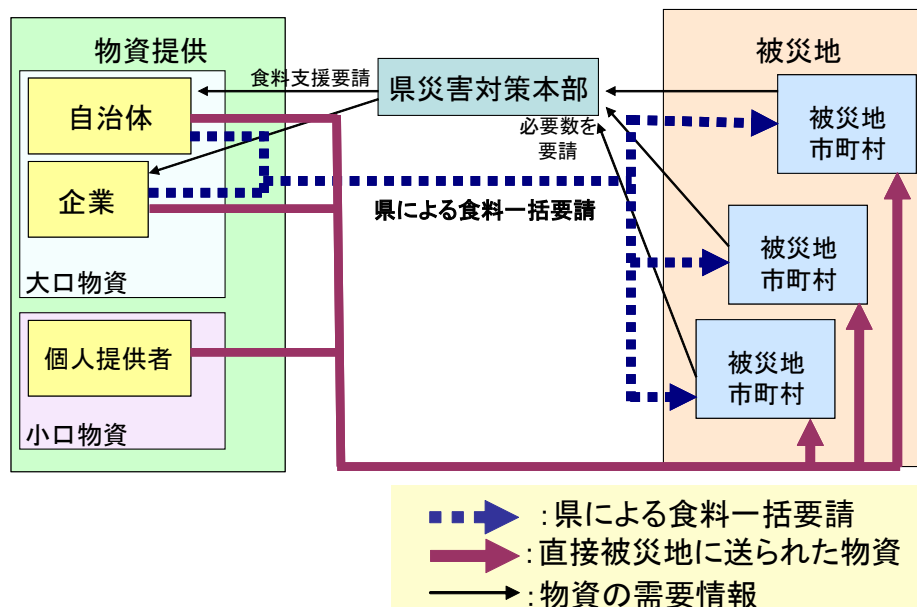 物資提供
被災地
食料支援要請
県災害対策本部
自治体
必要数を
要請
被災地
市町村
企業
県による食料一括要請
大口物資
被災地
市町村
個人提供者
被災地
市町村
小口物資
:県による食料一括要請
:直接被災地に送られた物資
:物資の需要情報